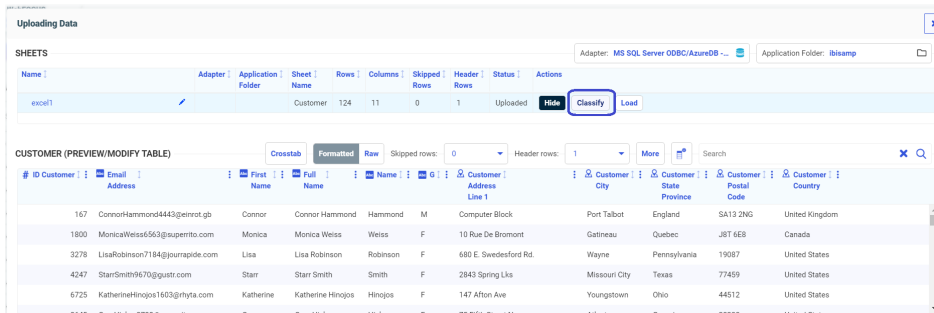 Uploading Data
SHEETS
Adapter: MS SQL Server ODBC/AzureDB -... Application Folder: ibisamp
Name Adapter Application Folder Sheet Name Rows Columns Skipped Rows Header Rows Status Actions
excel1 Customer 124 11 0 1 Uploaded Hide Classify Load
CUSTOMER (PREVIEW/MODIFY TABLE) Crosstab Formatted Raw Skipped rows: 0 Header rows: 1 More Search
# ID Customer Email Address First Name Full Name Name G Customer Address Line 1 Customer City Customer State Province Customer Postal Code Customer Country
167 ConnorHammond4443@einrot.gb Connor Connor Hammond Hammond M Computer Block Port Talbot England SA13 2NG United Kingdom
1800 MonicaWeiss6563@superrito.com Monica Monica Weiss Weiss F 10 Rue De Bromont Gatineau Quebec J8T 6E8 Canada
3278 LisaRobinson7184@jourrapide.com Lisa Lisa Robinson Robinson F 680 E. Swedesford Rd. Wayne Pennsylvania 19087 United States
4247 StarrSmith9670@gustr.com Starr Starr Smith Smith F 2843 Spring Lks Missouri City Texas 77459 United States
6725 KatherineHinojos1603@rhyta.com Katherine Katherine Hinojos Hinojos F 147 Afton Ave Youngstown Ohio 44512 United States